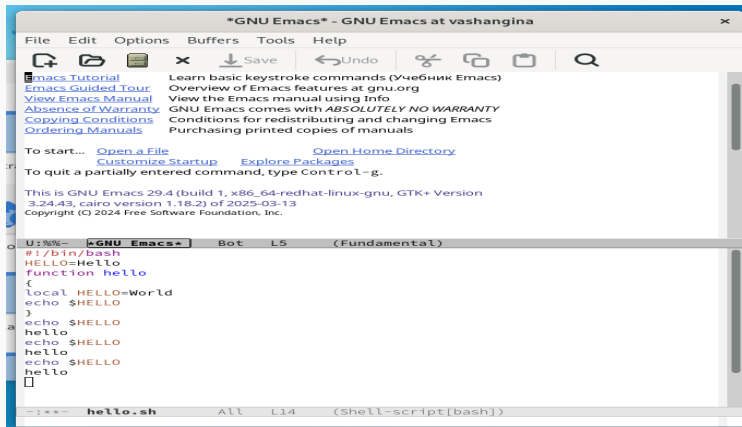 *GNU Emacs* - GNU Emacs at vashangina
File Edit Options Buffers Tools Help
Save Undo
Emacs Tutorial Learn basic keystroke commands (Учебник Emacs)
Emacs Guided Tour Overview of Emacs features at gnu.org
View Emacs Manual View the Emacs manual using Info
Absence of Warranty GNU Emacs comes with ABSOLUTELY NO WARRANTY
Copying Conditions Conditions for redistributing and changing Emacs
Ordering Manuals Purchasing printed copies of manuals
To start... Open a File Open Home Directory
Customize Startup Explore Packages
To quit a partially entered command, type Control-g.
This is GNU Emacs 29.4 (build 1, x86_64-redhat-linux-gnu, GTK+ Version
3.24.43, cairo version 1.18.2) of 2025-03-13
Copyright (C) 2024 Free Software Foundation, Inc.
U:%%- *GNU Emacs* Bot L5 (Fundamental)
#!/bin/bash
HELLO=Hello
function hello
{
local HELLO=World
echo $HELLO
}
echo $HELLO
hello
echo $HELLO
hello
echo $HELLO
hello
-:**- hello.sh All L14 (Shell-script[bash])